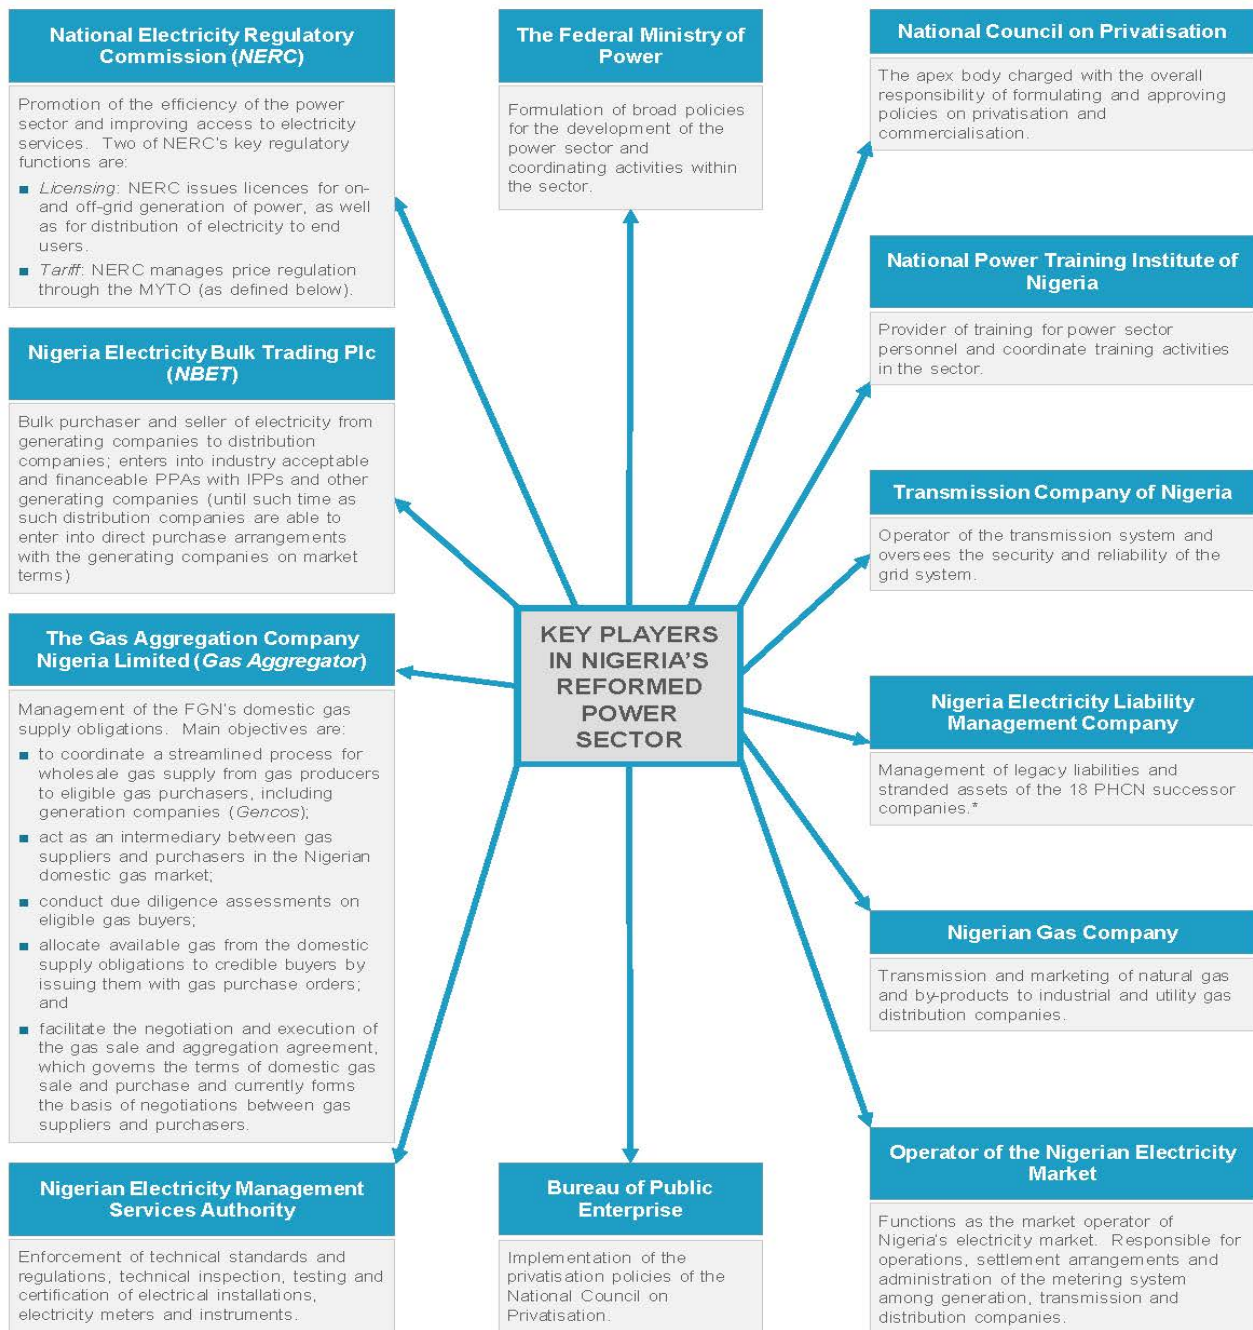 National Electricity Regulatory
Commission (NERC)
Promotion of the efficiency of the power
sector and improving access to electricity
services. Two of NERC's key regulatory
functions are:
■ Licensing: NERC issues licences for on-
and off-grid generation of power, as well
as for distribution of electricity to end
users.
■ Tariff: NERC manages price regulation
through the MYTO (as defined below).
Nigeria Electricity Bulk Trading Plc
(NBET)
Bulk purchaser and seller of electricity from
generating companies to distribution
companies; enters into industry acceptable
and financeable PPAs with IPPs and other
generating companies (until such time as
such distribution companies are able to
enter into direct purchase arrangements
with the generating companies on market
terms)
The Gas Aggregation Company
Nigeria Limited (Gas Aggregator)
Management of the FGN's domestic gas
supply obligations. Main objectives are:
■ to coordinate a streamlined process for
wholesale gas supply from gas producers
to eligible gas purchasers, including
generation companies (Gencos);
■ act as an intermediary between gas
suppliers and purchasers in the Nigerian
domestic gas market;
■ conduct due diligence assessments on
eligible gas buyers;
■ allocate available gas from the domestic
supply obligations to credible buyers by
issuing them with gas purchase orders;
and
■ facilitate the negotiation and execution of
the gas sale and aggregation agreement,
which governs the terms of domestic gas
sale and purchase and currently forms
the basis of negotiations between gas
suppliers and purchasers.
Nigerian Electricity Management
Services Authority
Enforcement of technical standards and
regulations, technical inspection, testing and
certification of electrical installations,
electricity meters and instruments.
The Federal Ministry of
Power
Formulation of broad policies
for the development of the
power sector and
coordinating activities within
the sector.
KEY PLAYERS
IN NIGERIA'S
REFORMED
POWER
SECTOR
Bureau of Public
Enterprise
Implementation of the
privatisation policies of the
National Council on
Privatisation.
National Council on Privatisation
The apex body charged with the overall
responsibility of formulating and approving
policies on privatisation and
commercialisation.
National Power Training Institute of
Nigeria
Provider of training for power sector
personnel and coordinate training activities
in the sector.
Transmission Company of Nigeria
Operator of the transmission system and
oversees the security and reliability of the
grid system.
Nigeria Electricity Liability
Management Company
Management of legacy liabilities and
stranded assets of the 18 PHCN successor
companies.*
Nigerian Gas Company
Transmission and marketing of natural gas
and by-products to industrial and utility gas
distribution companies.
Operator of the Nigerian Electricity
Market
Functions as the market operator of
Nigeria's electricity market. Responsible for
operations, settlement arrangements and
administration of the metering system
among generation, transmission and
distribution companies.